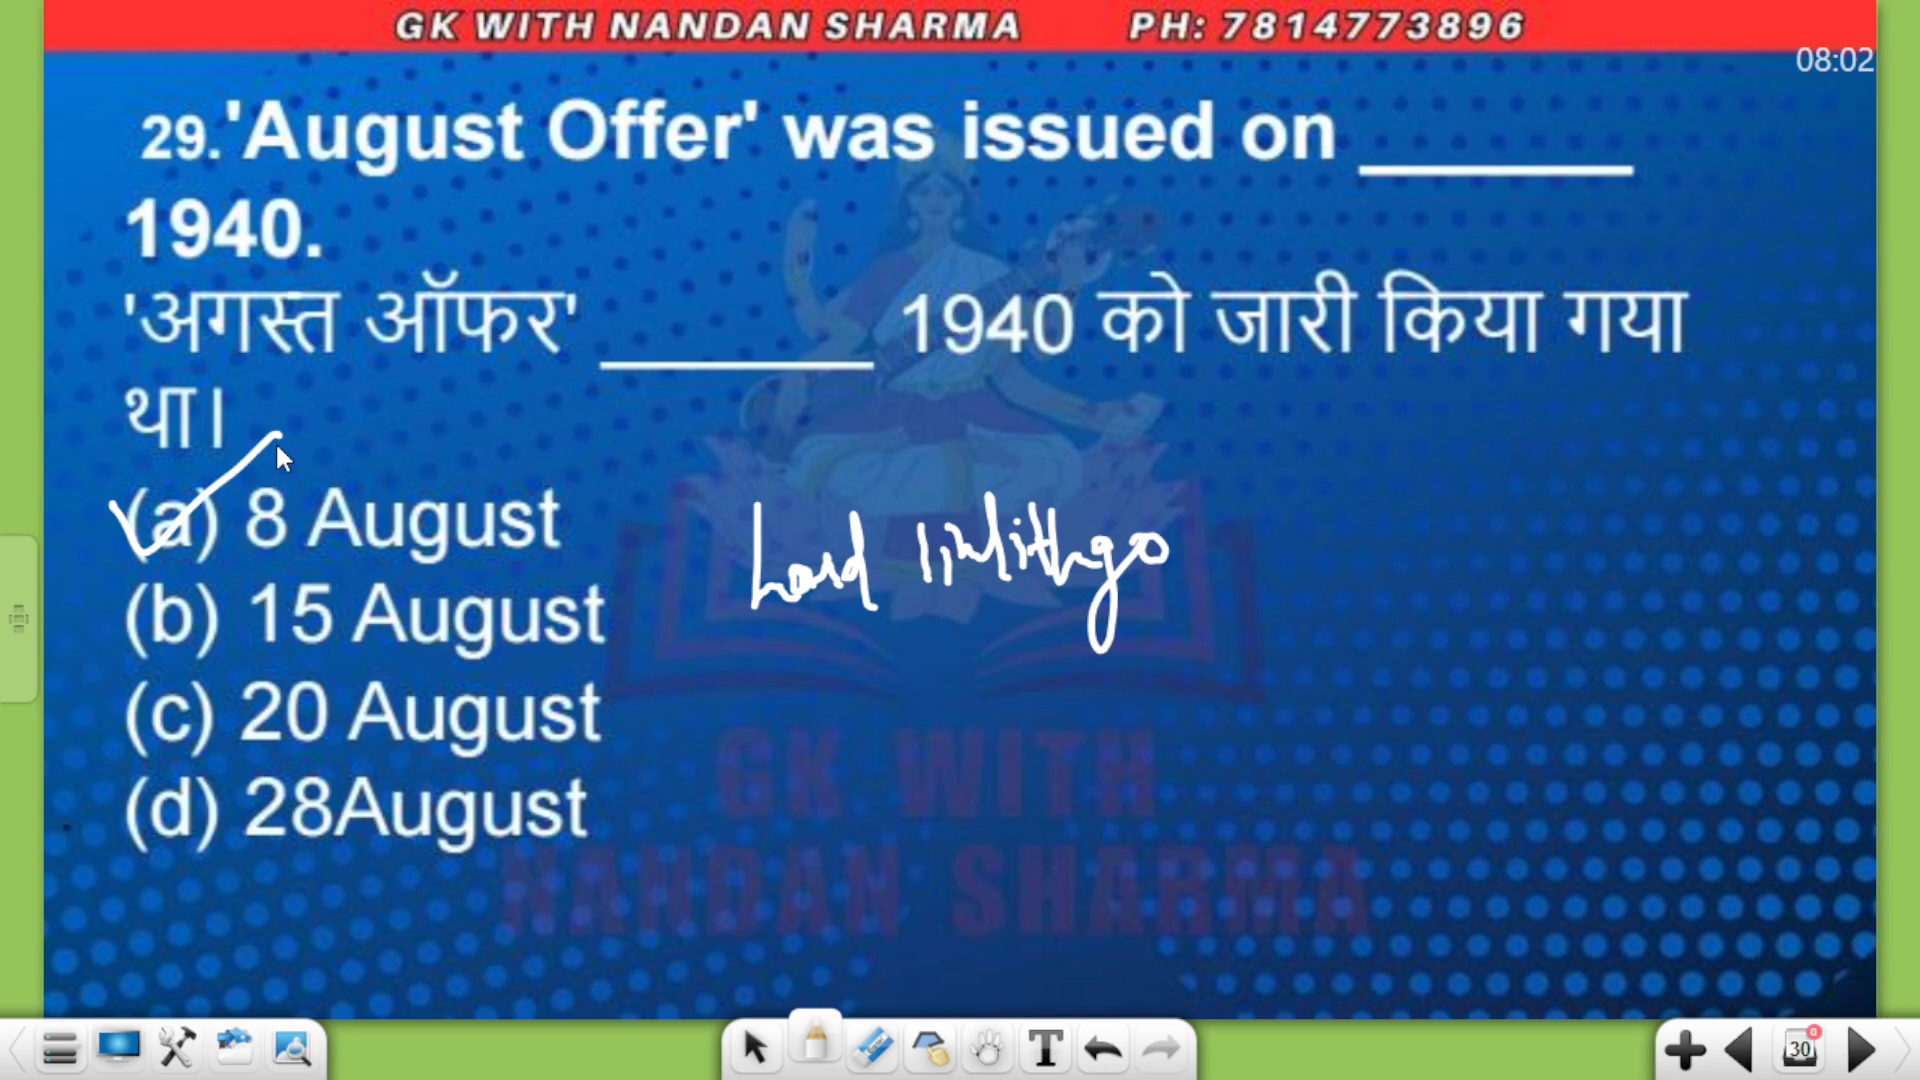 GK WITH NANDAN SHARMA PH: 7814773896
08:02
29.'August Offer' was issued on ______
1940.
'अगस्त ऑफर' ______ 1940 को जारी किया गया
था।
(a) 8 August
(b) 15 August
(c) 20 August
(d) 28August
Lord linlithgo
GK WITH
NANDAN SHARMA
T
30
0